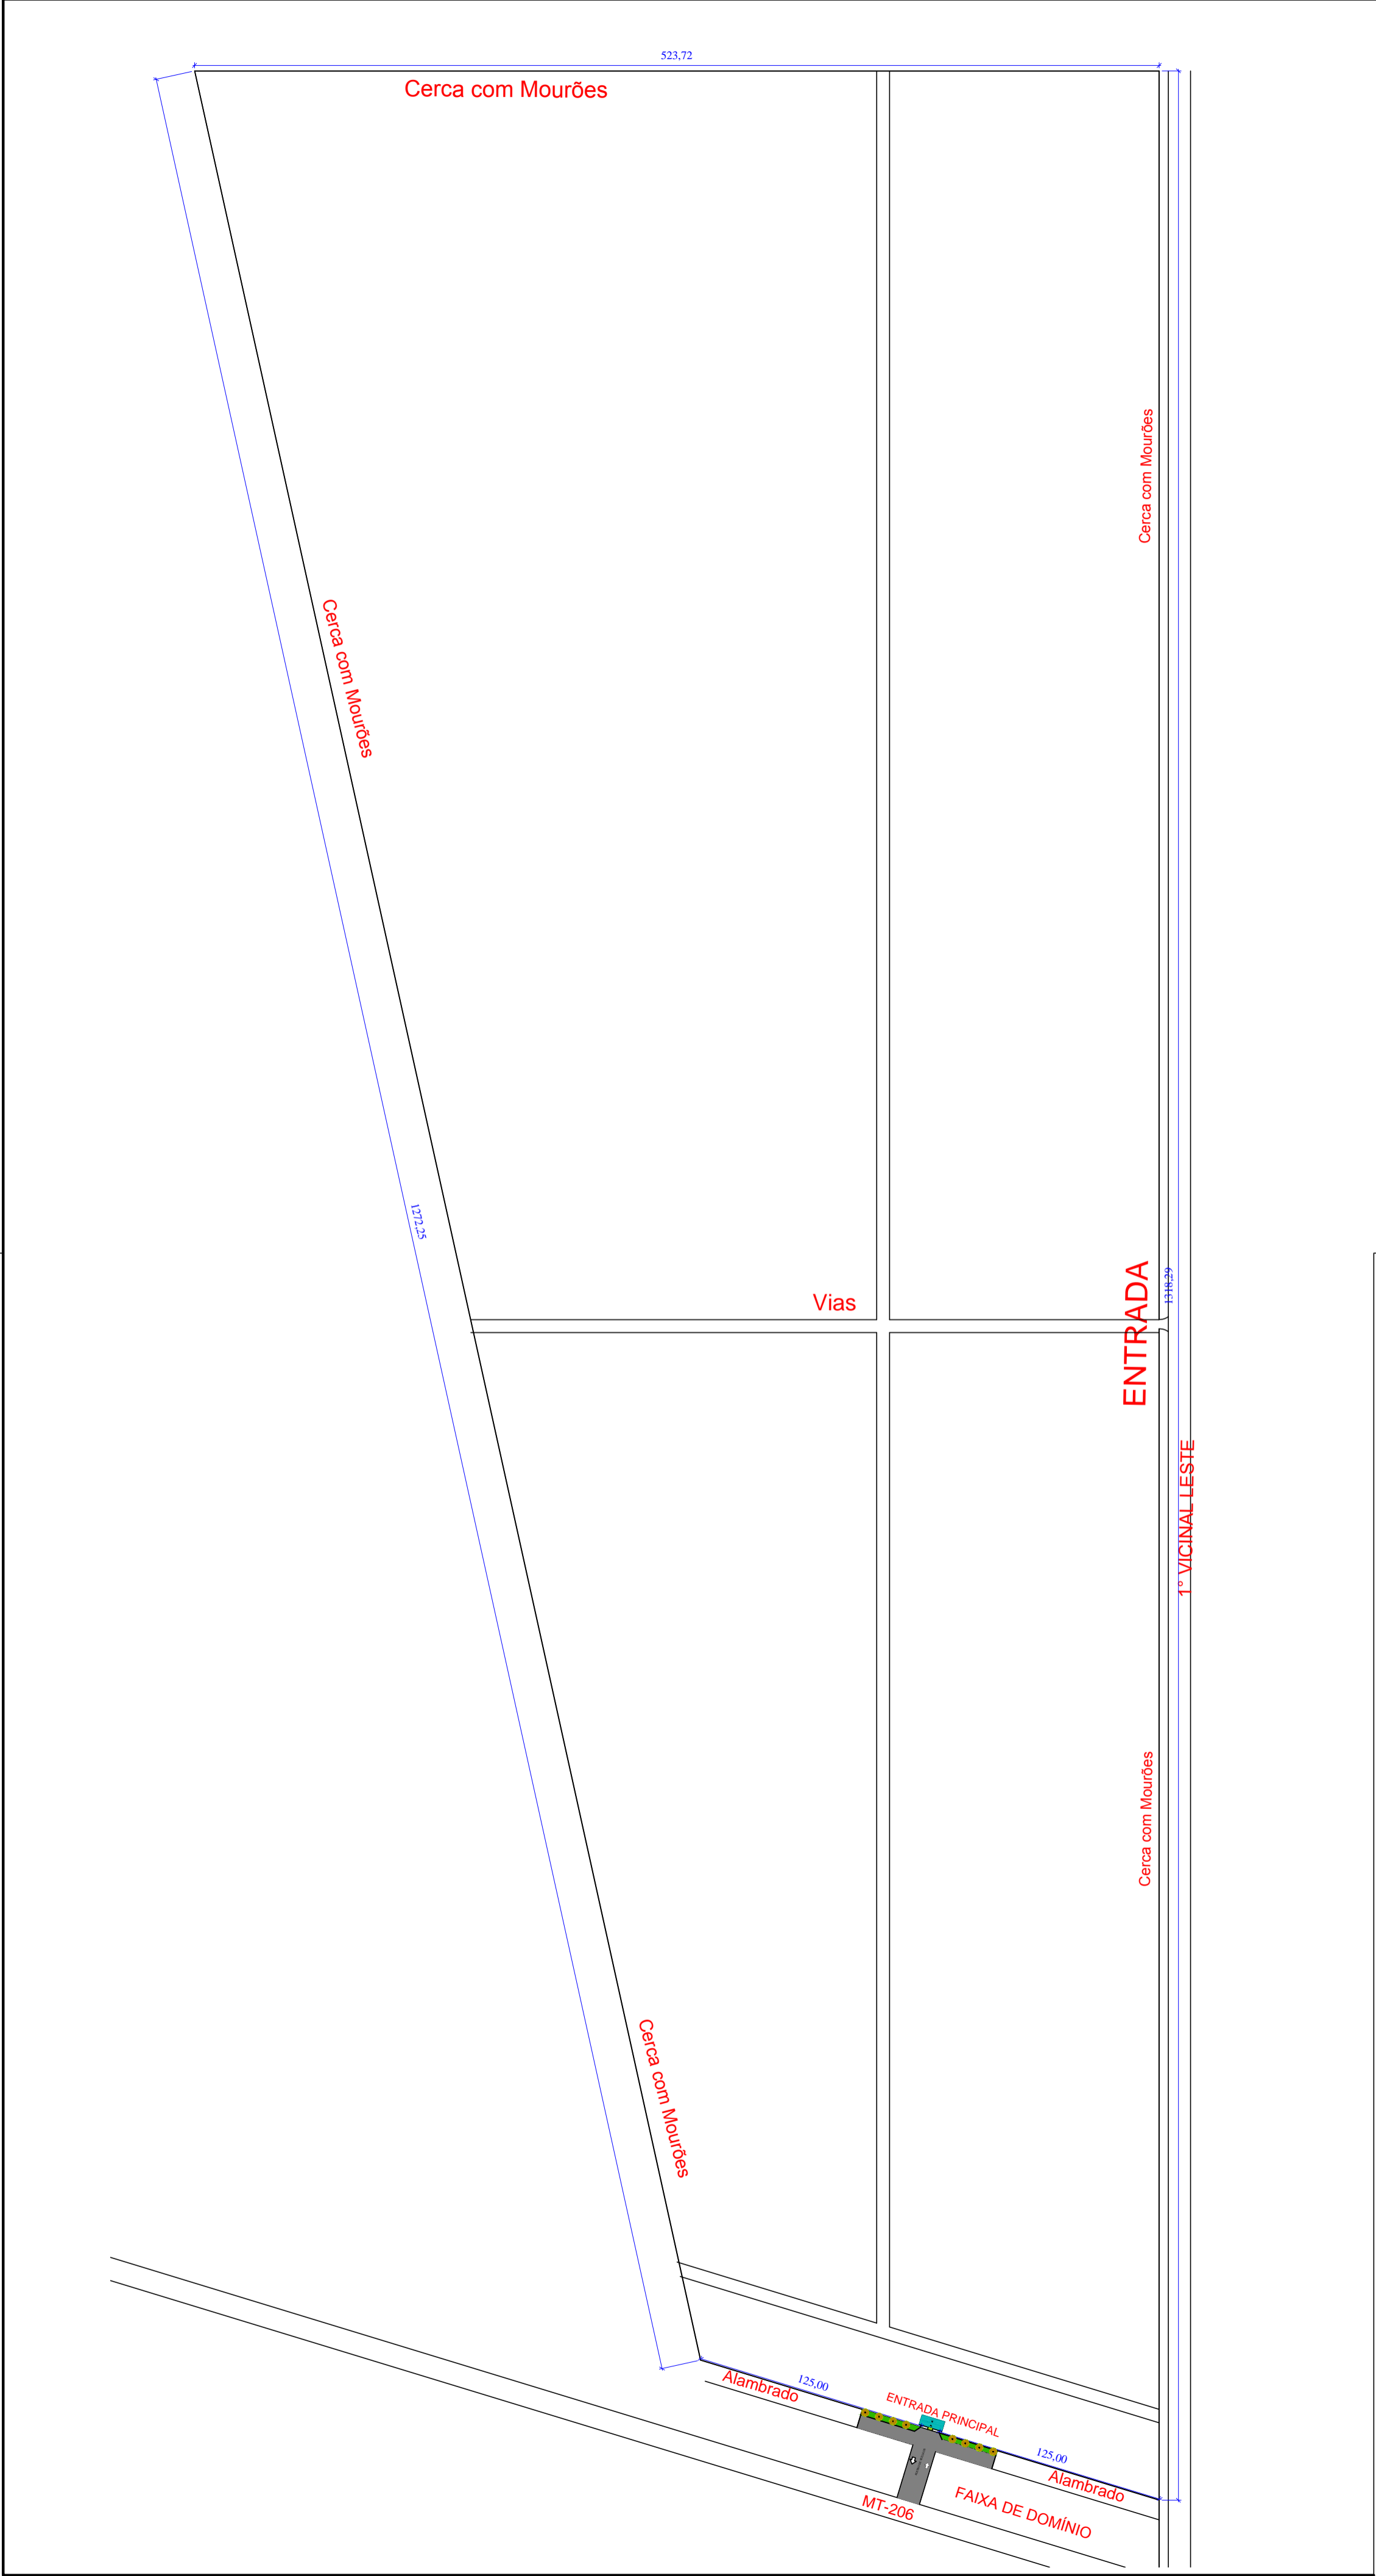 523,72
Cerca com Mourões
Cerca com Mourões
Cerca com Mourões
1272,25
1318,29
Vias
ENTRADA
1° VICINAL LESTE
Cerca com Mourões
Cerca com Mourões
125,00
Alambrado
ENTRADA PRINCIPAL
125,00
Alambrado
FAIXA DE DOMÍNIO
MT-206